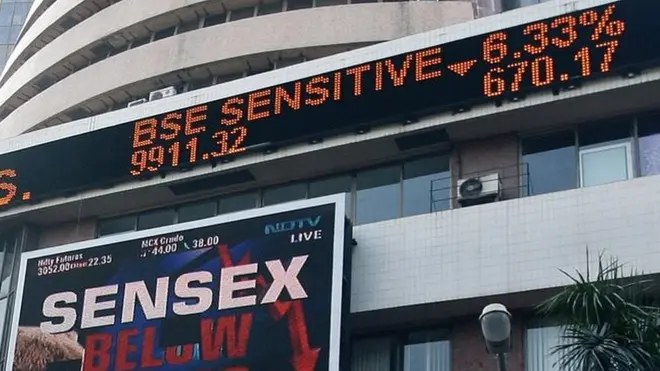 BSE SENSITIVE ▼ 6.33%
9911.32 670.17
S.
NDTV
LIVE
Nifty Futures
3052.00
22.35
MCX Crude
44.00 38.00
SENSEX
BELOW